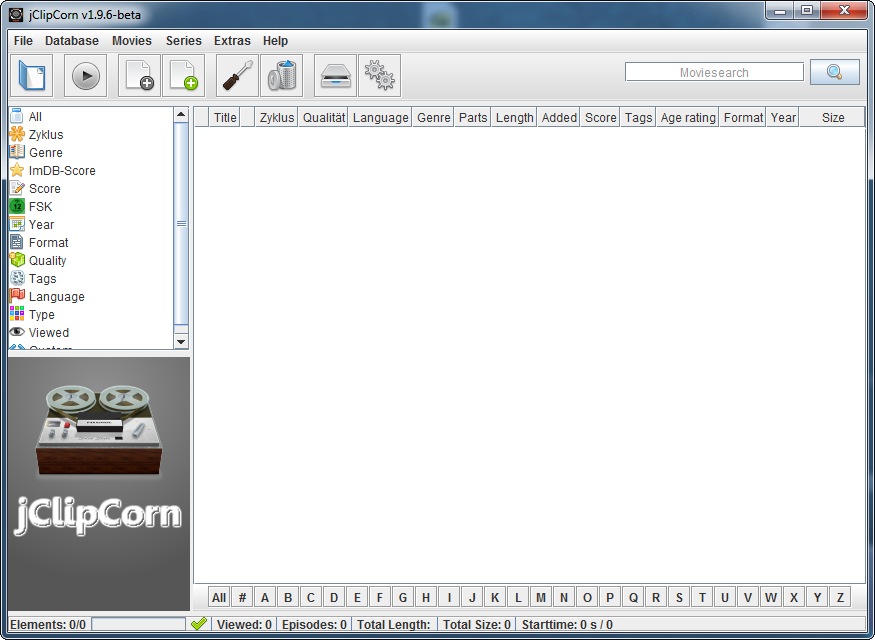 jClipCorn v1.9.6-beta
File Database Movies Series Extras Help
Moviesearch
All
Zyklus
Genre
ImDB-Score
Score
12 FSK
Year
Format
Quality
Tags
Language
Type
Viewed
Title Zyklus Qualität Language Genre Parts Length Added Score Tags Age rating Format Year Size
jClipCorn
All # A B C D E F G H I J K L M N O P Q R S T U V W X Y Z
Elements: 0/0 Viewed: 0 Episodes: 0 Total Length: Total Size: 0 Starttime: 0 s / 0